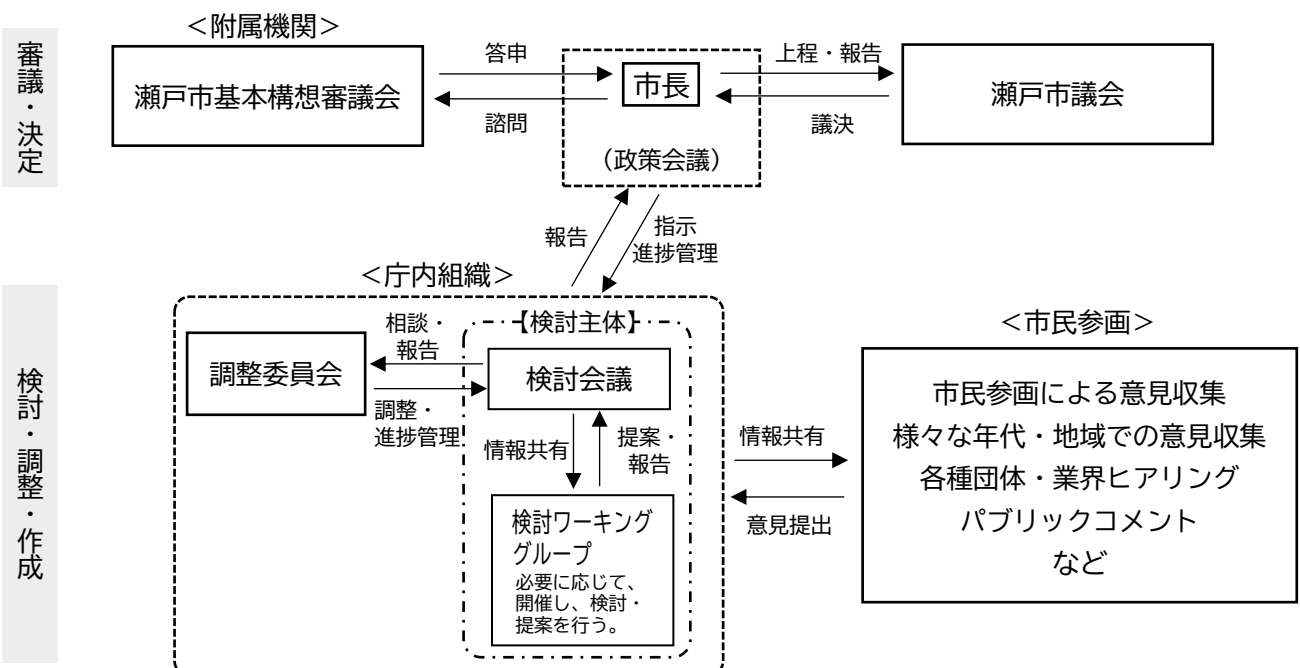 審議・決定
＜附属機関＞
瀬戸市基本構想審議会
答申
諮問
市長
（政策会議）
上程・報告
議決
瀬戸市議会
報告
指示
進捗管理
検討・調整・作成
＜庁内組織＞
調整委員会
相談・
報告
調整・
進捗管理
【検討主体】
検討会議
情報共有
提案・
報告
検討ワーキング
グループ
必要に応じて、
開催し、検討・
提案を行う。
情報共有
意見提出
＜市民参画＞
市民参画による意見収集
様々な年代・地域での意見収集
各種団体・業界ヒアリング
パブリックコメント
など